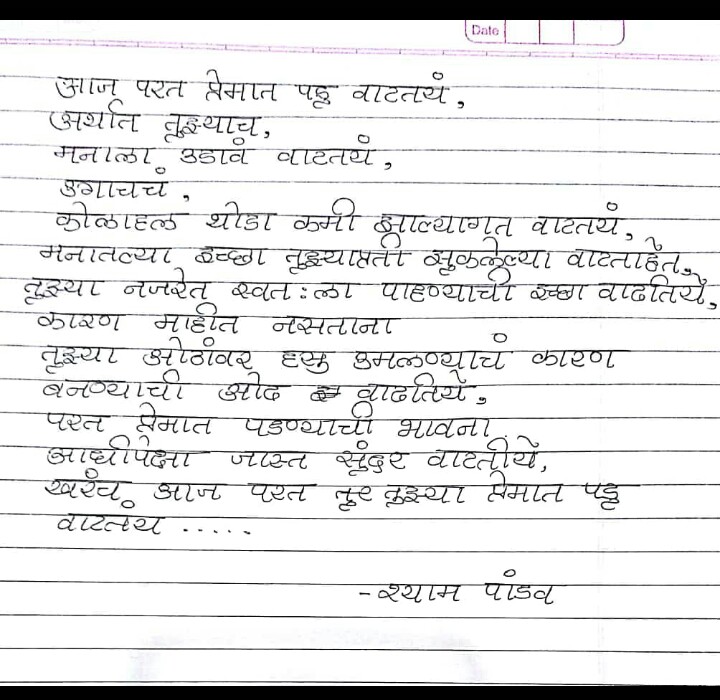 Date
आज परत प्रेमात पडू वाटतयं,
अर्थात तुझ्याच,
मनाला उडावं वाटतयं,
उगाचचं,
कोलाहल थोडा कमी झाल्यागत वाटतयं,
मनातल्या इच्छा तुझ्याप्रती झुकलेल्या वाटताहेत,
तुझ्या नजरेत स्वत:ला पाहण्याची इच्छा वाढतिये,
कारण माहीत नसताना
तुझ्या ओठांवर हसु उमलण्याचं कारण
बनण्याची ओढ वाढतिये,
परत प्रेमात पडण्याची भावना
आधीपेक्षा जास्त सुंदर वाटतीये,
खरंच, आज परत तुझ्या प्रेमात पडू
वाटतंय .....
-श्याम पांडव